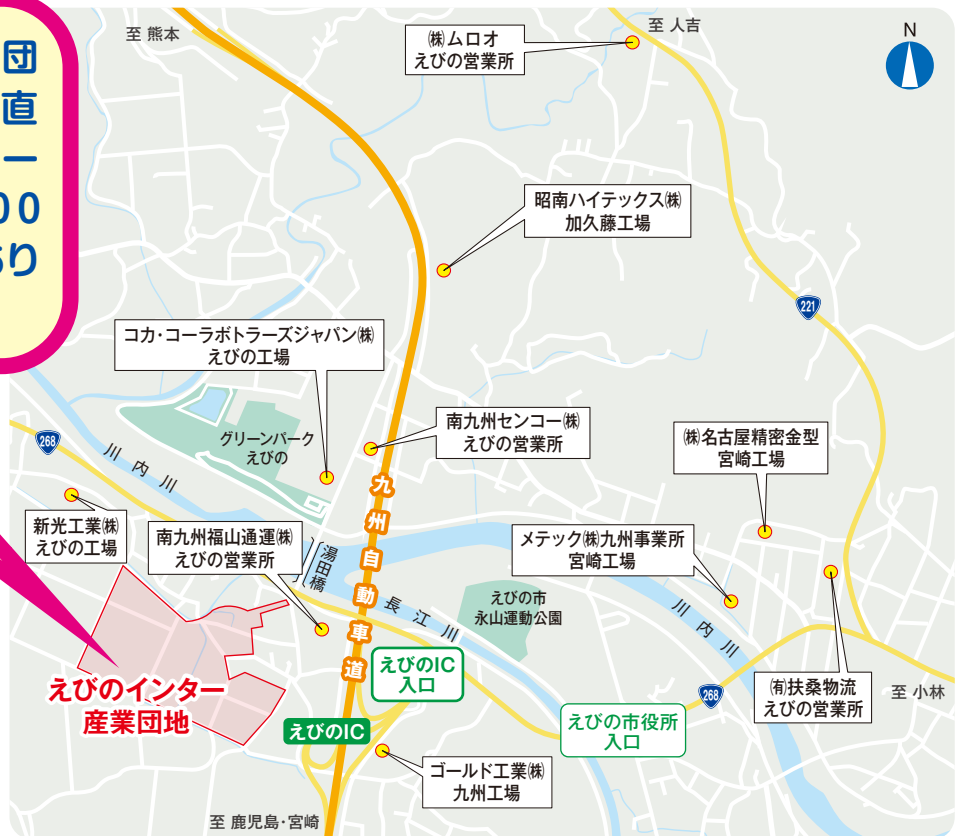 団
直
ー
00
り
至 熊本
㈱ムロオ
えびの営業所
至 人吉
N
昭南ハイテックス㈱
加久藤工場
221
コカ・コーラボトラーズジャパン㈱
えびの工場
グリーンパーク
えびの
南九州センコー㈱
えびの営業所
㈱名古屋精密金型
宮崎工場
268
川内川
新光工業㈱
えびの工場
南九州福山通運㈱
えびの営業所
湯田橋
九州自動車道
メテック㈱九州事業所
宮崎工場
えびの市
永山運動公園
長江川
川内川
えびのIC
入口
えびのインター
産業団地
えびのIC
㈲扶桑物流
えびの営業所
至 小林
268
えびの市役所
入口
ゴールド工業㈱
九州工場
至 鹿児島・宮崎